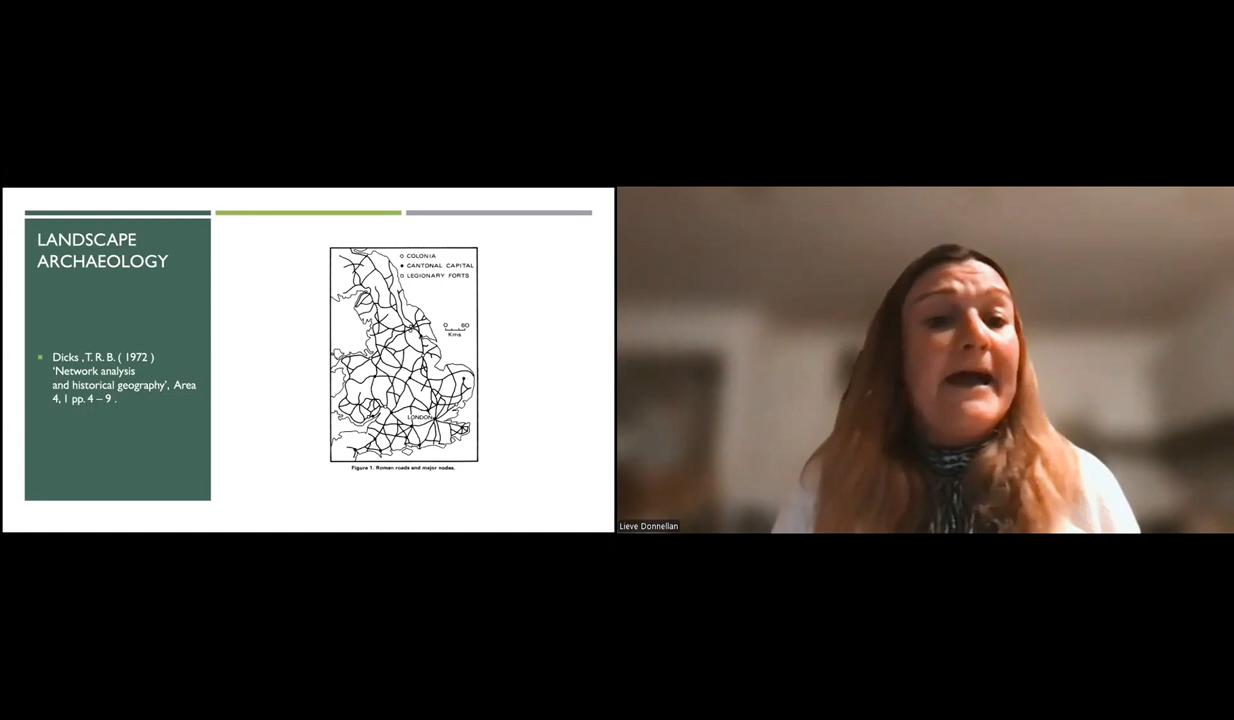 LANDSCAPE
ARCHAEOLOGY
Dicks ,T. R. B. ( 1972 )
‘Network analysis
and historical geography’, Area
4, 1 pp. 4 – 9 .
COLONIA
CANTONAL CAPITAL
LEGIONARY FORTS
0 60
Kms
LONDON
Figure 1. Roman roads and major nodes.
Lieve Donnellan